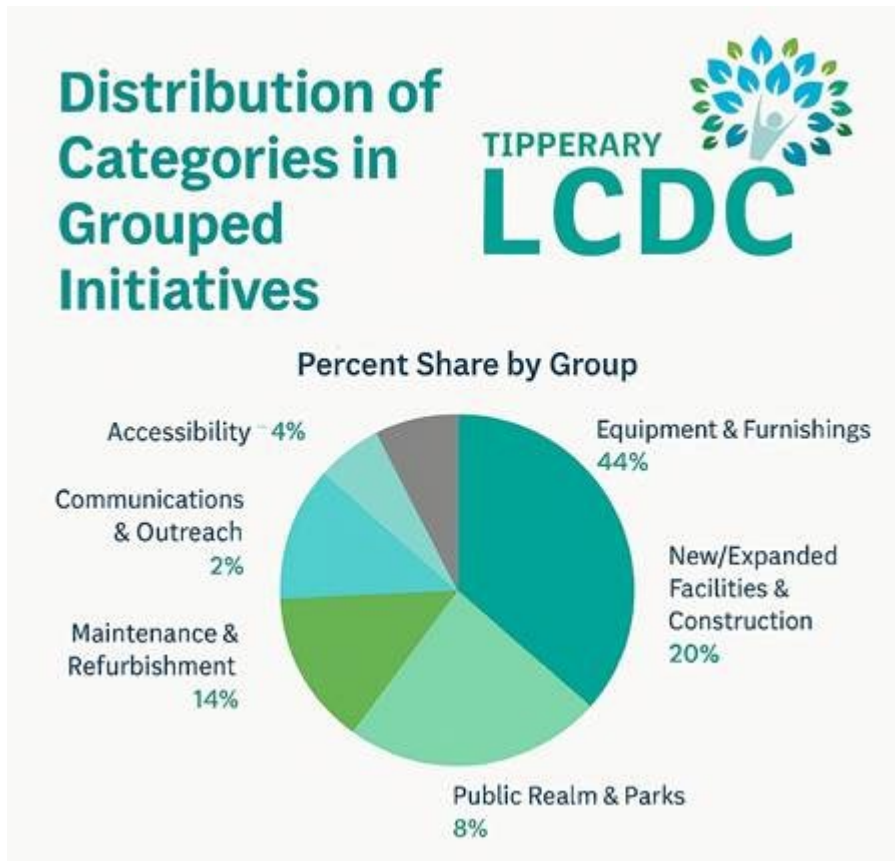 Distribution of
Categories in
Grouped
Initiatives
TIPPERARY
LCDC
Percent Share by Group
Accessibility 4%
Equipment & Furnishings
44%
Communications
& Outreach
2%
New/Expanded
Facilities &
Construction
20%
Maintenance &
Refurbishment
14%
Public Realm & Parks
8%